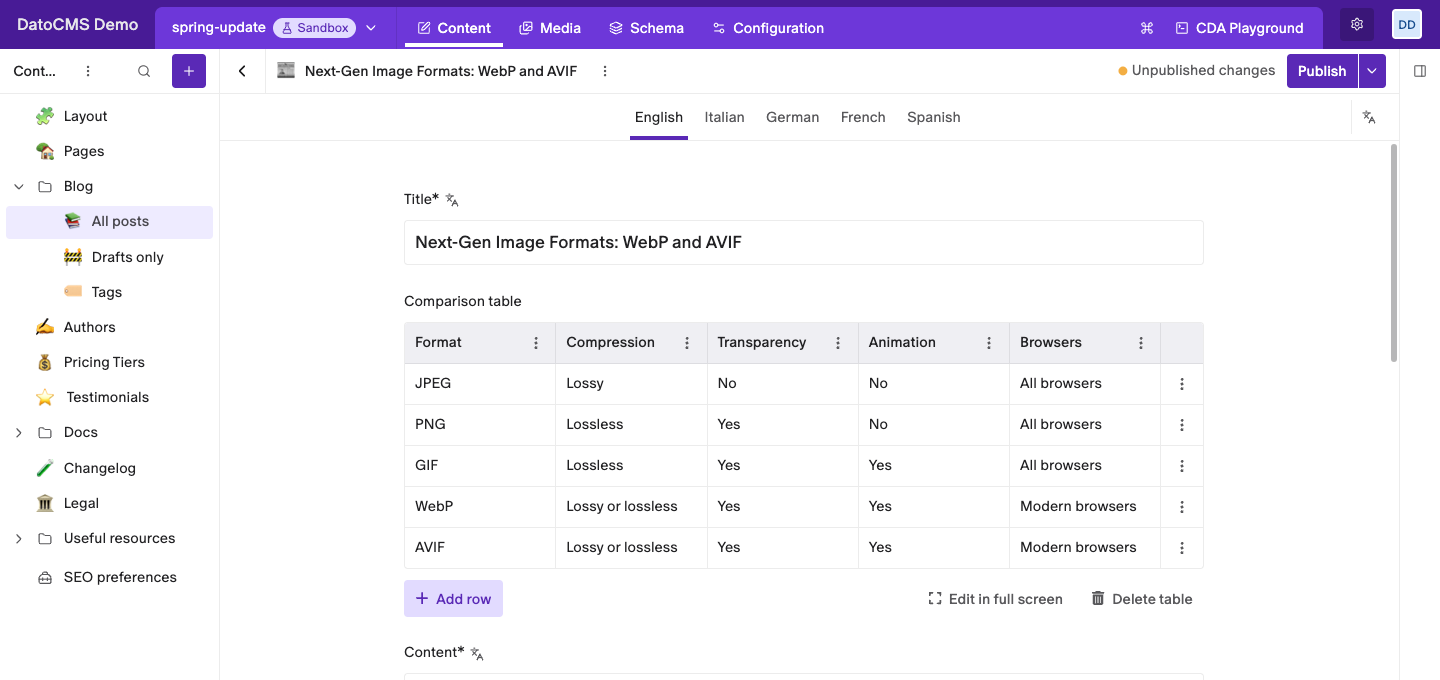 DatoCMS Demo
spring-update Sandbox
Content
Media
Schema
Configuration
CDA Playground
DD
Cont...
Next-Gen Image Formats: WebP and AVIF
Unpublished changes
Publish
Layout
Pages
Blog
All posts
Drafts only
Tags
Authors
Pricing Tiers
Testimonials
Docs
Changelog
Legal
Useful resources
SEO preferences
English Italian German French Spanish
Title*
Next-Gen Image Formats: WebP and AVIF
Comparison table
Format Compression Transparency Animation Browsers
JPEG Lossy No No All browsers
PNG Lossless Yes No All browsers
GIF Lossless Yes Yes All browsers
WebP Lossy or lossless Yes Yes Modern browsers
AVIF Lossy or lossless Yes Yes Modern browsers
Add row
Edit in full screen
Delete table
Content*